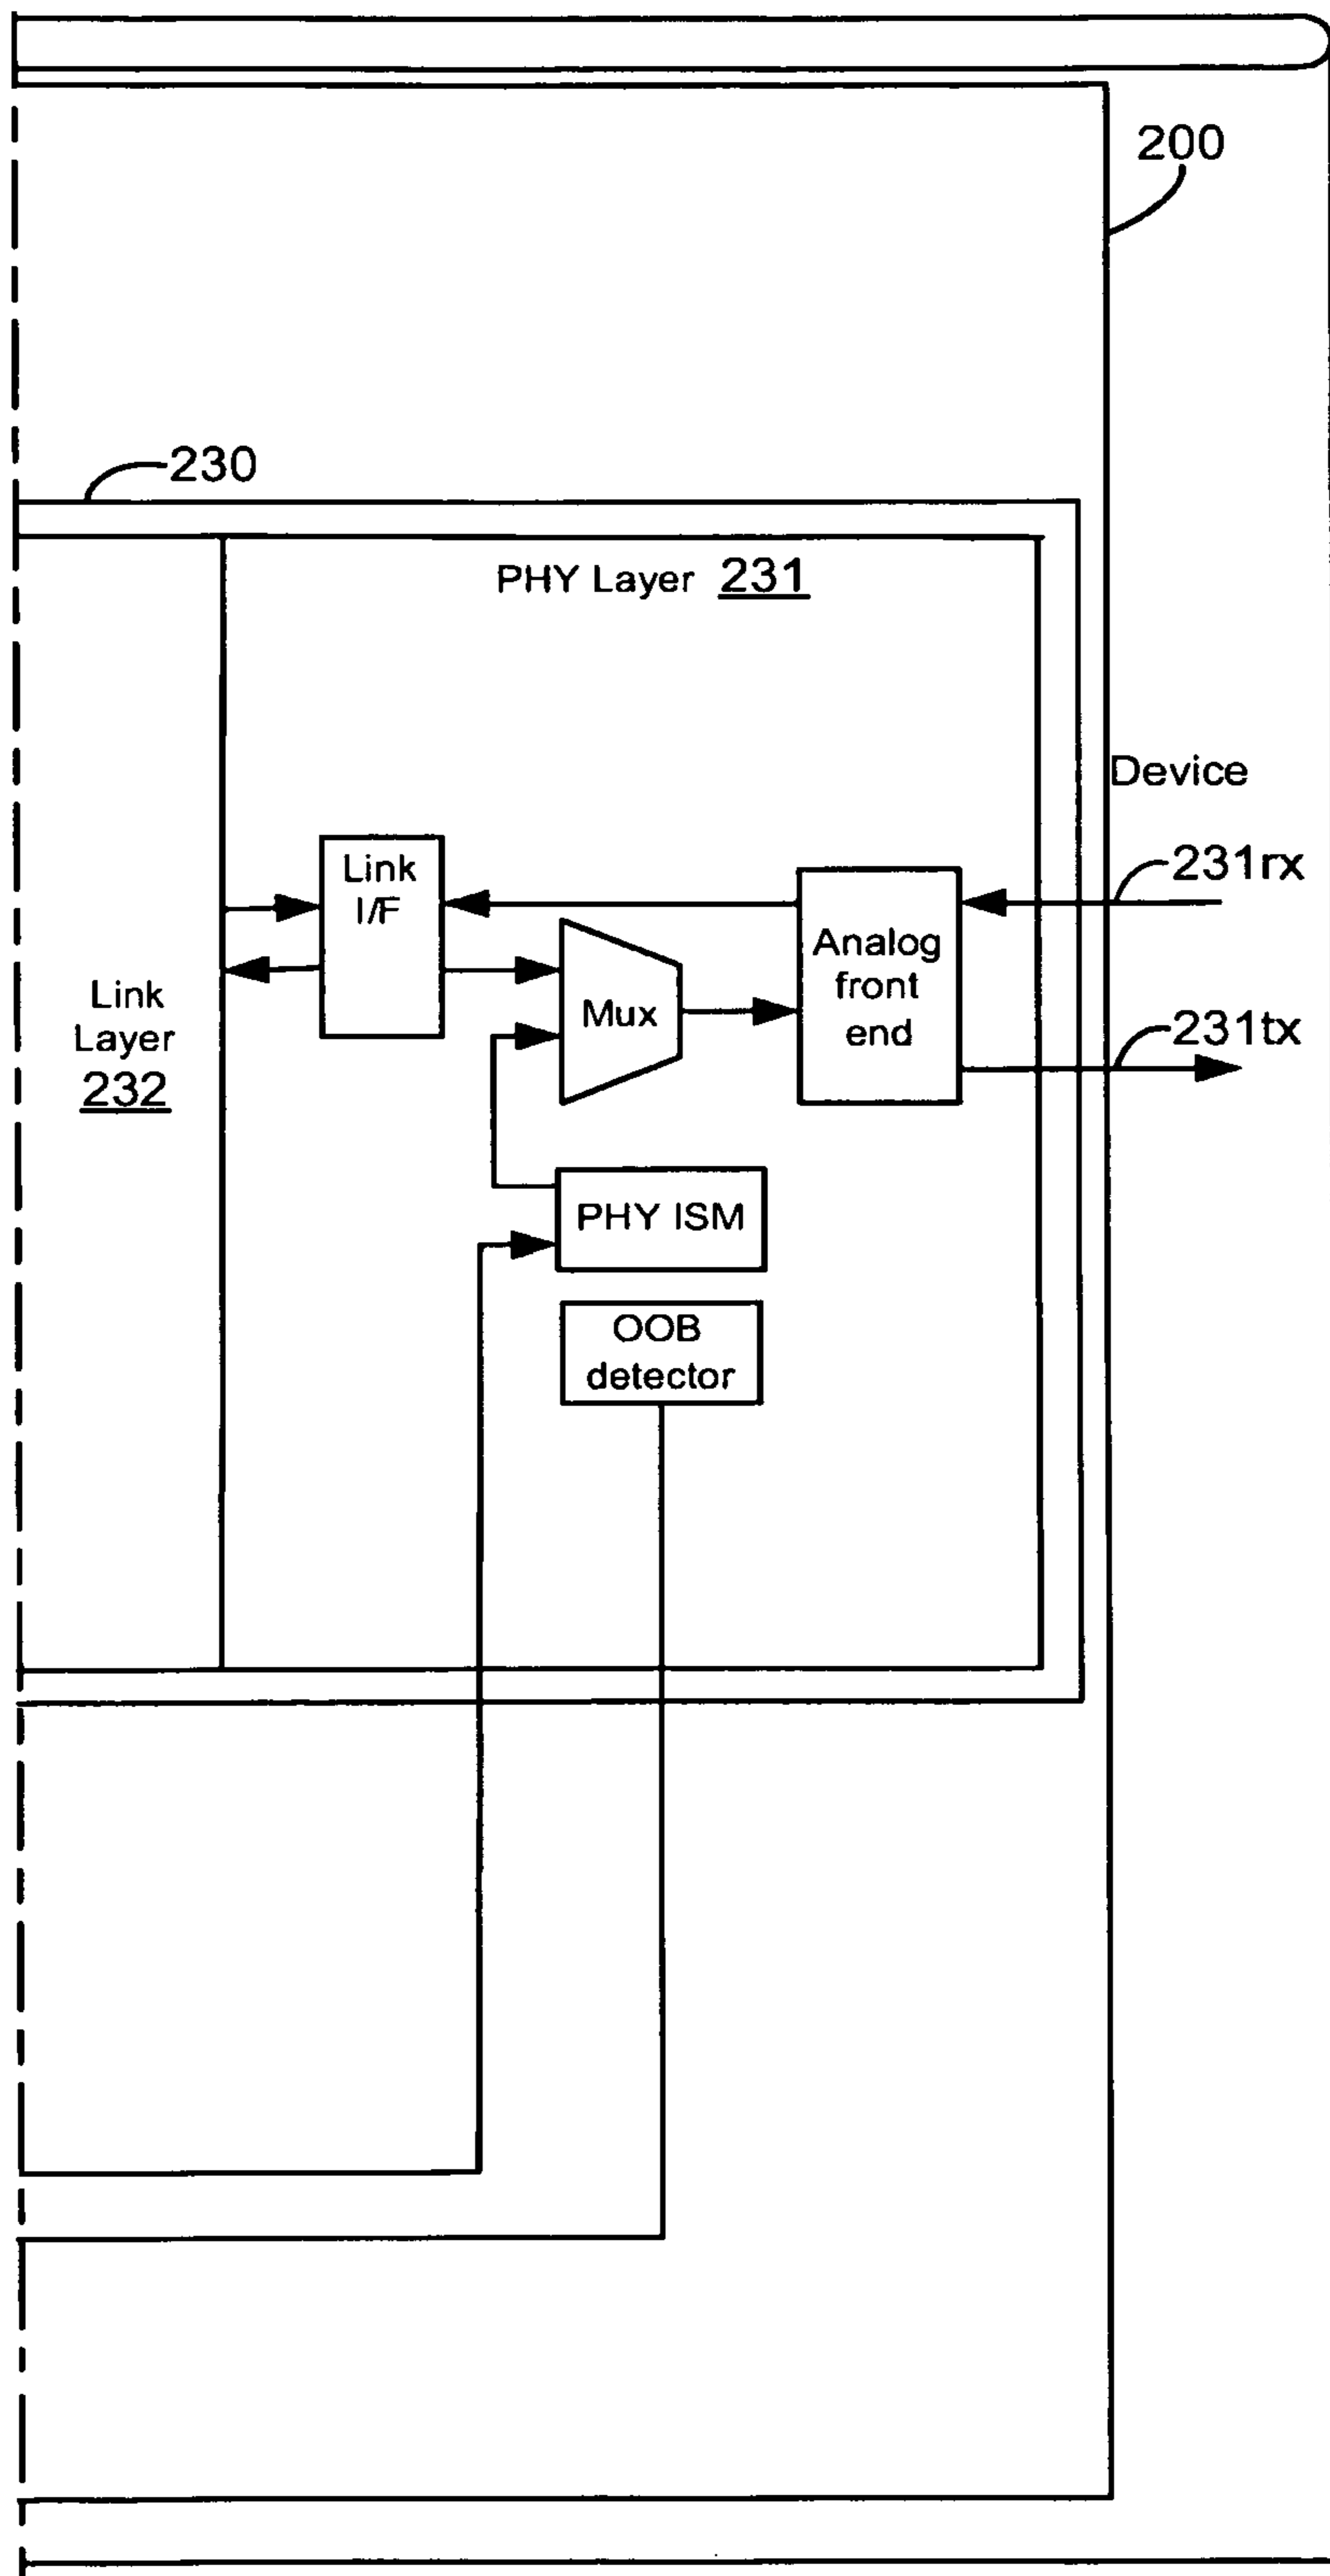 200
230
PHY Layer 231
Device
Link
I/F
231rx
Analog
front
end
Mux
Link
Layer
232
231tx
PHY ISM
OOB
detector